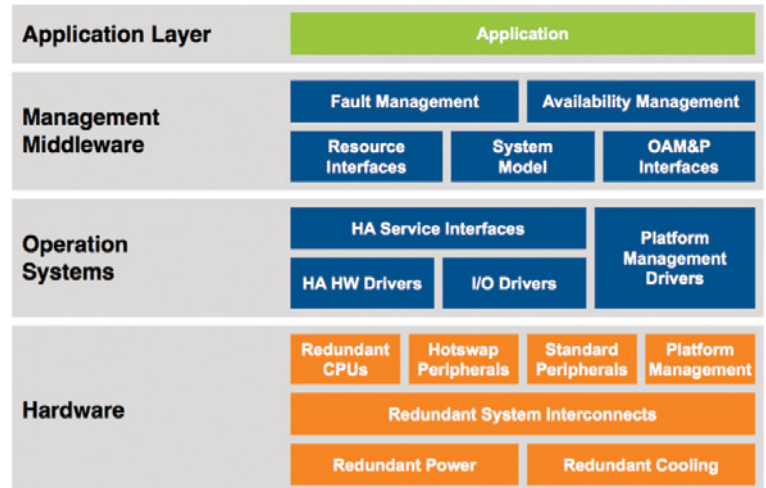 Application Layer
Application
Management
Middleware
Fault Management
Availability Management
Resource
Interfaces
System
Model
OAM&P
Interfaces
Operation
Systems
HA Service Interfaces
Platform
Management
Drivers
HA HW Drivers
I/O Drivers
Hardware
Redundant
CPUs
Hotswap
Peripherals
Standard
Peripherals
Platform
Management
Redundant System Interconnects
Redundant Power
Redundant Cooling